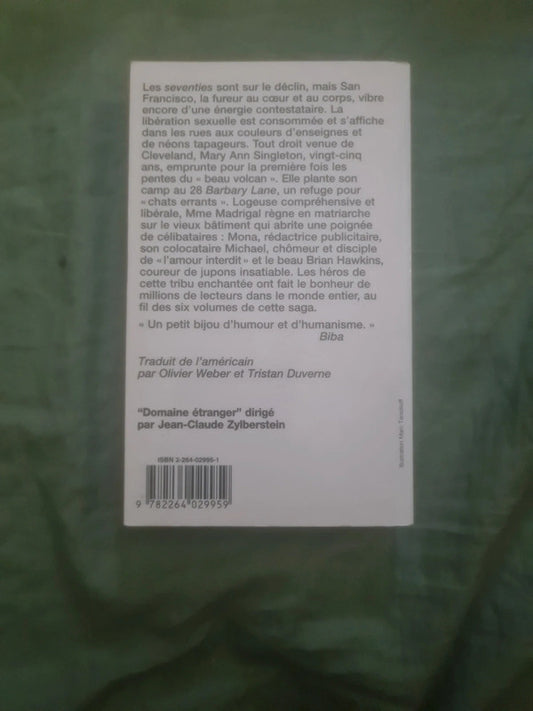 Les seventies sont sur le déclin, mais San
Francisco, la fureur au cœur et au corps, vibre
encore d'une énergie contestataire. La
libération sexuelle est consommée et s'affiche
dans les rues aux couleurs d'enseignes et
de néons tapageurs. Tout droit venue de
Cleveland, Mary Ann Singleton, vingt-cinq
ans, emprunte pour la première fois les
pentes du « beau volcan ». Elle plante son
camp au 28 Barbary Lane, un refuge pour
« chats errants ». Logeuse compréhensive et
libérale, Mme Madrigal règne en matriarche
sur le vieux bâtiment qui abrite une poignée
de célibataires : Mona, rédactrice publicitaire,
son colocataire Michael, chômeur et disciple
de « l'amour interdit » et le beau Brian Hawkins,
coureur de jupons insatiable. Les héros de
cette tribu enchantée ont fait le bonheur de
millions de lecteurs dans le monde entier, au
fil des six volumes de cette saga.
« Un petit bijou d'humour et d'humanisme. »
Biba
Traduit de l'américain
par Olivier Weber et Tristan Duverne
"Domaine étranger" dirigé
par Jean-Claude Zylberstein
ISBN 2-264-02995-1
9 782264 029959
Illustration Marc